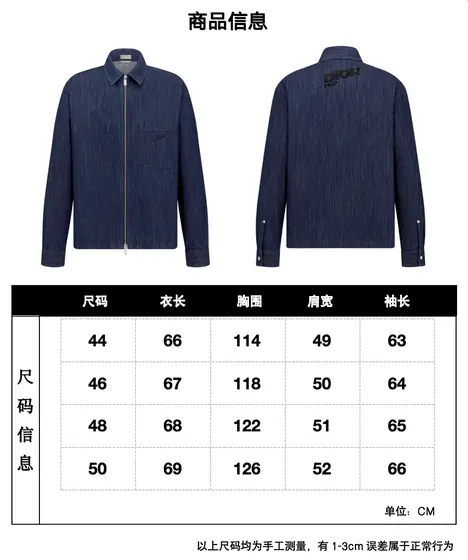 商品信息
DIOR
尺码 衣长 胸围 肩宽 袖长
尺码信息
44 66 114 49 63
46 67 118 50 64
48 68 122 51 65
50 69 126 52 66
单位：CM
以上尺码均为手工测量，有 1-3cm 误差属于正常行为